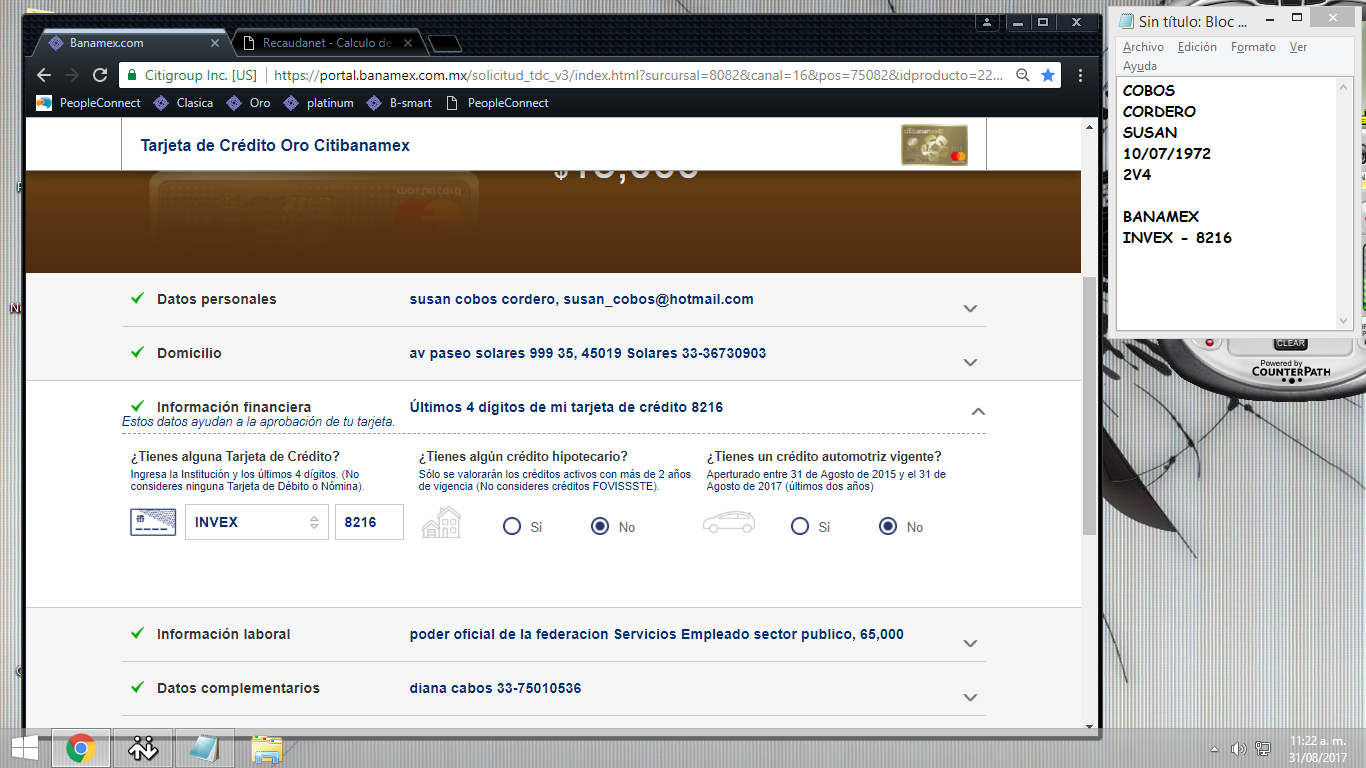 Banamex.com
Recaudanet - Calculo de
Citigroup Inc. [US]
https://portal.banamex.com.mx/solicitud_tdc_v3/index.html?surcursal=8082&canal=16&pos=75082&idproducto=22...
PeopleConnect
Clasica
Oro
platinum
B-smart
PeopleConnect
Tarjeta de Crédito Oro Citibanamex
Datos personales
susan cobos cordero, susan_cobos@hotmail.com
Domicilio
av paseo solares 999 35, 45019 Solares 33-36730903
Información financiera
Últimos 4 dígitos de mi tarjeta de crédito 8216
Estos datos ayudan a la aprobación de tu tarjeta.
¿Tienes alguna Tarjeta de Crédito?
Ingresa la Institución y los últimos 4 dígitos. (No
consideres ninguna Tarjeta de Débito o Nómina).
INVEX
8216
¿Tienes algún crédito hipotecario?
Sólo se valorarán los créditos activos con más de 2 años
de vigencia (No consideres créditos FOVISSSTE).
Si
No
¿Tienes un crédito automotriz vigente?
Aperturado entre 31 de Agosto de 2015 y el 31 de
Agosto de 2017 (últimos dos años)
Si
No
Información laboral
poder oficial de la federacion Servicios Empleado sector publico, 65,000
Datos complementarios
diana cabos 33-75010536
Sin título: Bloc ...
Archivo Edición Formato Ver
Ayuda
COBOS
CORDERO
SUSAN
10/07/1972
2V4
BANAMEX
INVEX - 8216
CLEAR
Powered by
COUNTERPATH
11:22 a. m.
31/08/2017